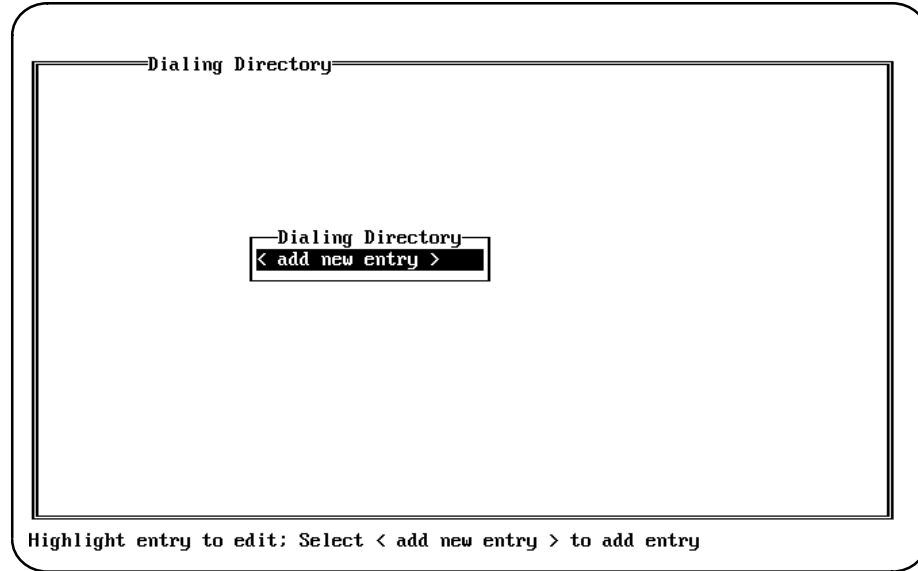 Dialing Directory
Dialing Directory
< add new entry >
Highlight entry to edit; Select < add new entry > to add entry